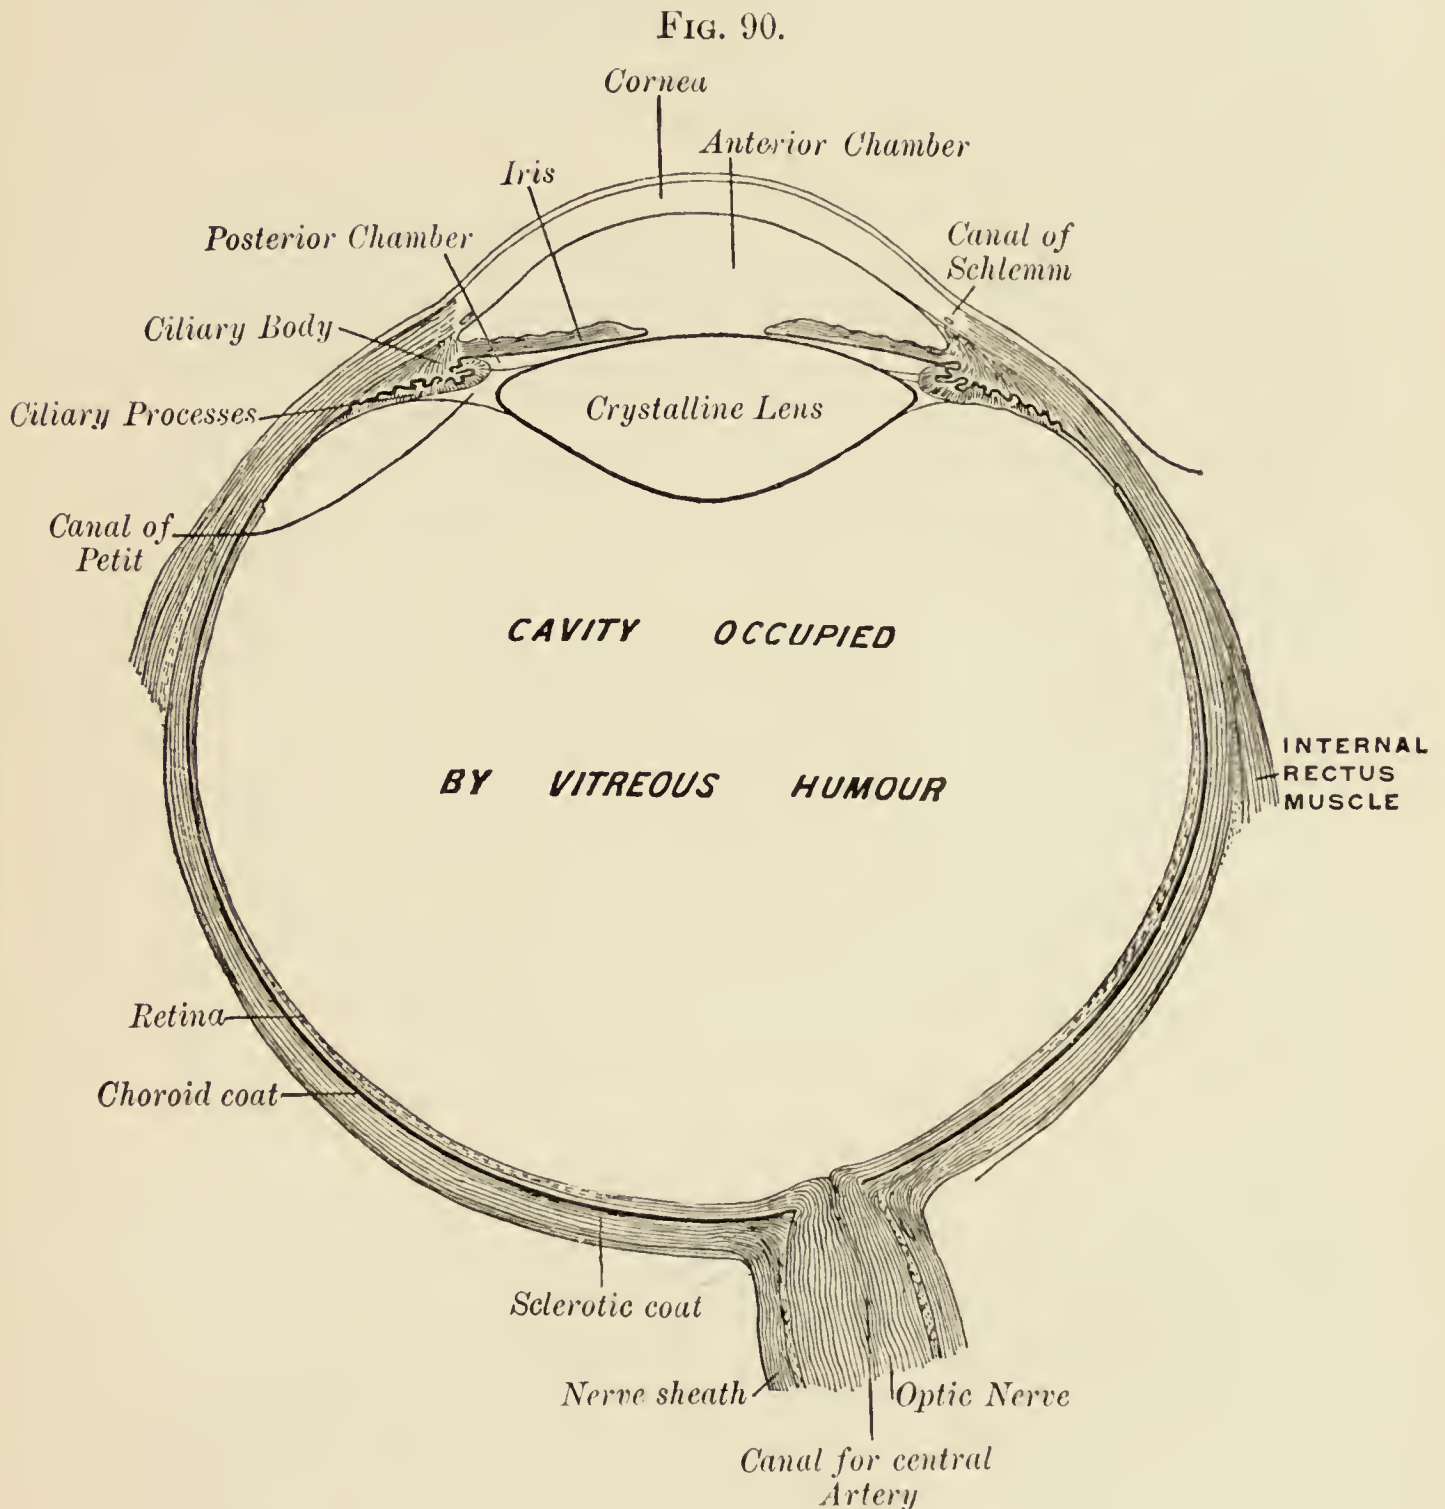 FIG. 90.
Cornea
Anterior Chamber
Iris
Posterior Chamber
Canal of
Schlemm
Ciliary Body
Ciliary Processes
Crystalline Lens
Canal of
Petit
CAVITY OCCUPIED
BY VITREOUS HUMOUR
INTERNAL
RECTUS
MUSCLE
Retina
Choroid coat
Sclerotic coat
Nerve sheath
Optic Nerve
Canal for central
Artery